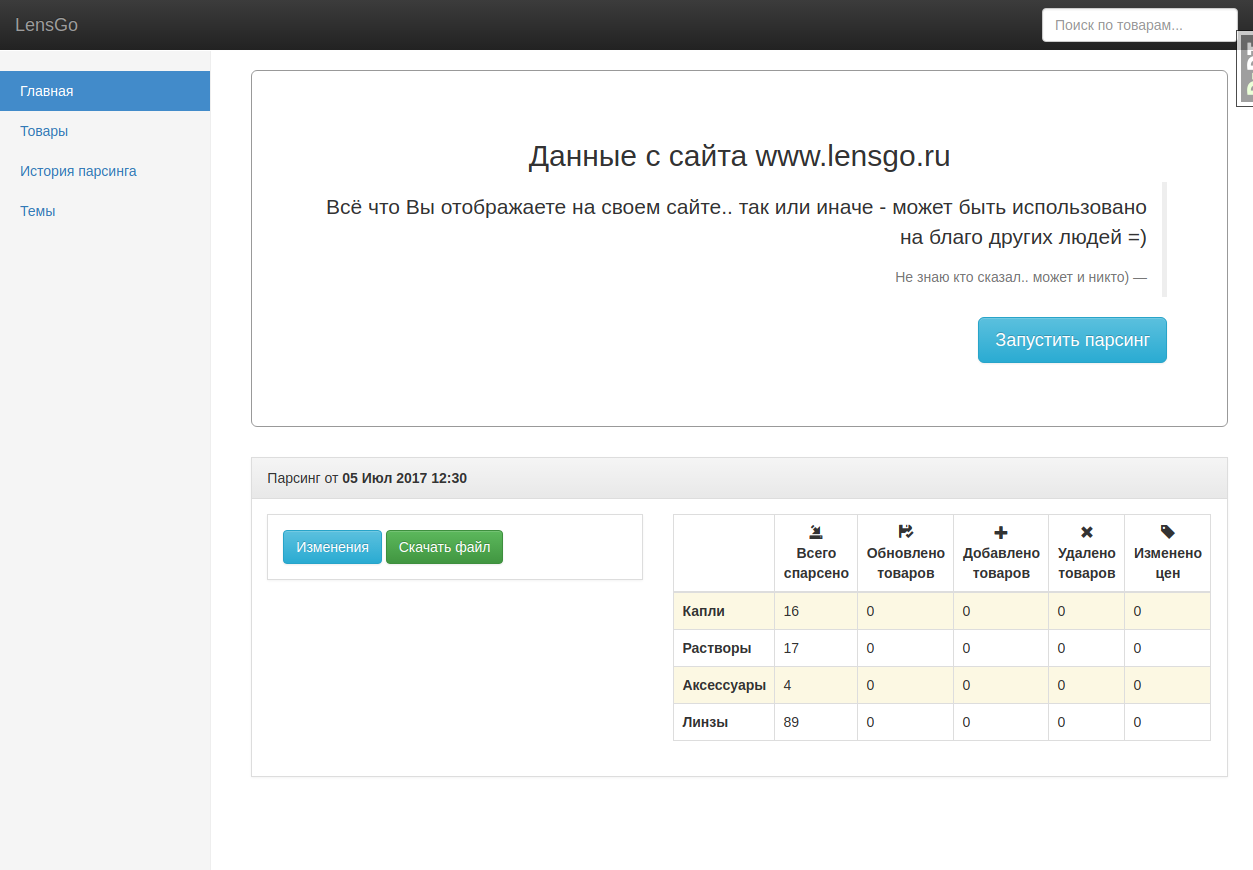 LensGo
Поиск по товарам...
Главная
Товары
История парсинга
Темы
Данные с сайта www.lensgo.ru
Всё что Вы отображаете на своем сайте.. так или иначе - может быть использовано
на благо других людей =)
Не знаю кто сказал.. может и никто) —
Запустить парсинг
Парсинг от 05 Июл 2017 12:30
Изменения Скачать файл
Всего спарсено Обновлено товаров Добавлено товаров Удалено товаров Изменено цен
Капли 16 0 0 0 0
Растворы 17 0 0 0 0
Аксессуары 4 0 0 0 0
Линзы 89 0 0 0 0